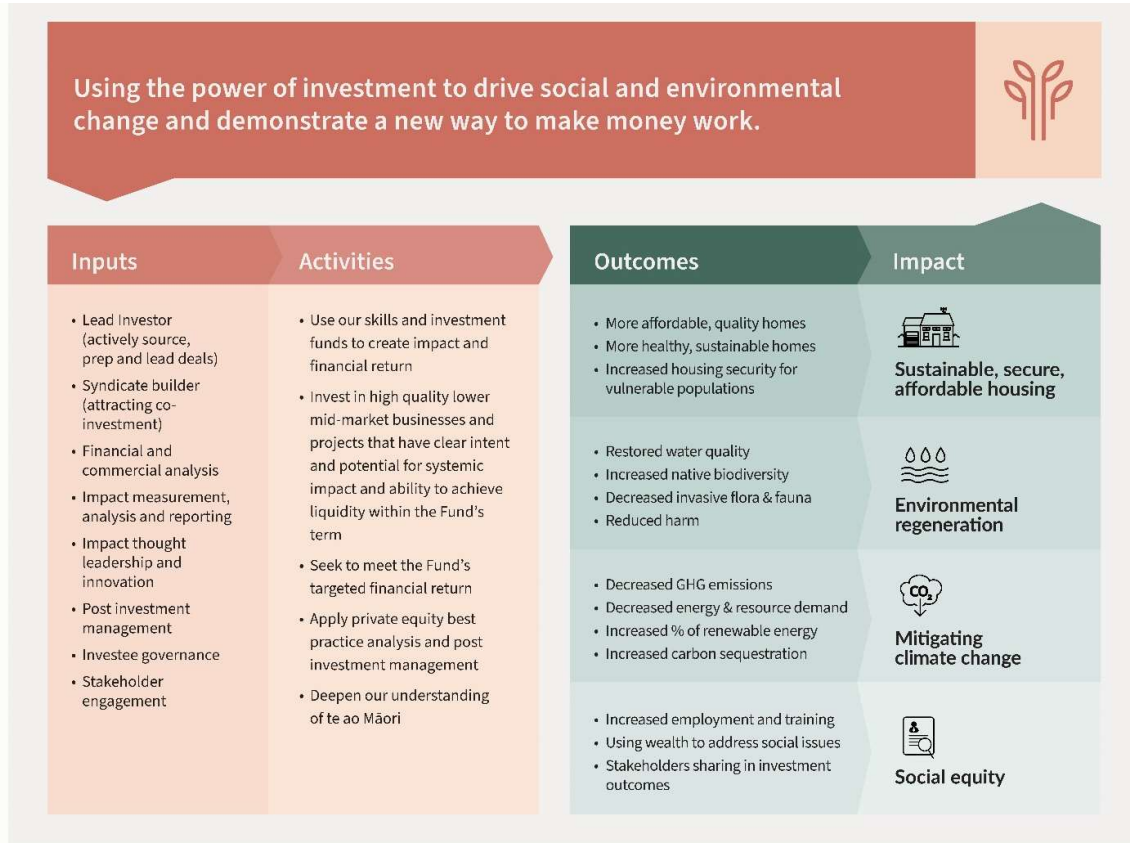 Using the power of investment to drive social and environmental
change and demonstrate a new way to make money work.
Inputs
• Lead Investor
(actively source,
prep and lead deals)
• Syndicate builder
(attracting co-
investment)
• Financial and
commercial analysis
• Impact measurement,
analysis and reporting
• Impact thought
leadership and
innovation
• Post investment
management
• Investee governance
• Stakeholder
engagement
Activities
• Use our skills and investment
funds to create impact and
financial return
• Invest in high quality lower
mid-market businesses and
projects that have clear intent
and potential for systemic
impact and ability to achieve
liquidity within the Fund's
term
• Seek to meet the Fund's
targeted financial return
• Apply private equity best
practice analysis and post
investment management
• Deepen our understanding
of te ao Māori
Outcomes
Impact
• More affordable, quality homes
• More healthy, sustainable homes
• Increased housing security for
vulnerable populations
Sustainable, secure,
affordable housing
• Restored water quality
• Increased native biodiversity
• Decreased invasive flora & fauna
• Reduced harm
Environmental
regeneration
• Decreased GHG emissions
• Decreased energy & resource demand
• Increased % of renewable energy
• Increased carbon sequestration
CO₂
Mitigating
climate change
• Increased employment and training
• Using wealth to address social issues
• Stakeholders sharing in investment
outcomes
Social equity